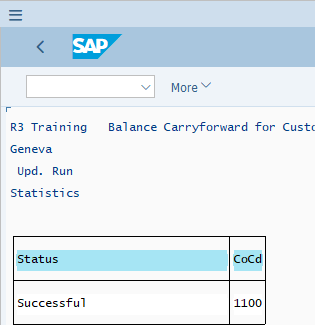 SAP
More
R3 Training Balance Carryforward for Custo
Geneva
Upd. Run
Statistics
Status CoCd
Successful 1100